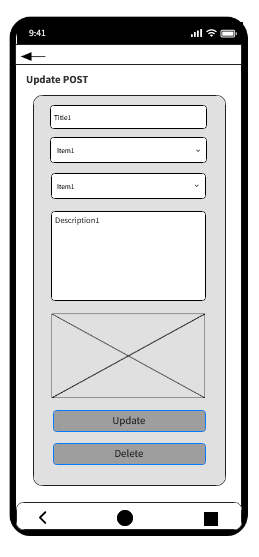 9:41
Update POST
Title1
Item1
Item1
Description1
Update
Delete